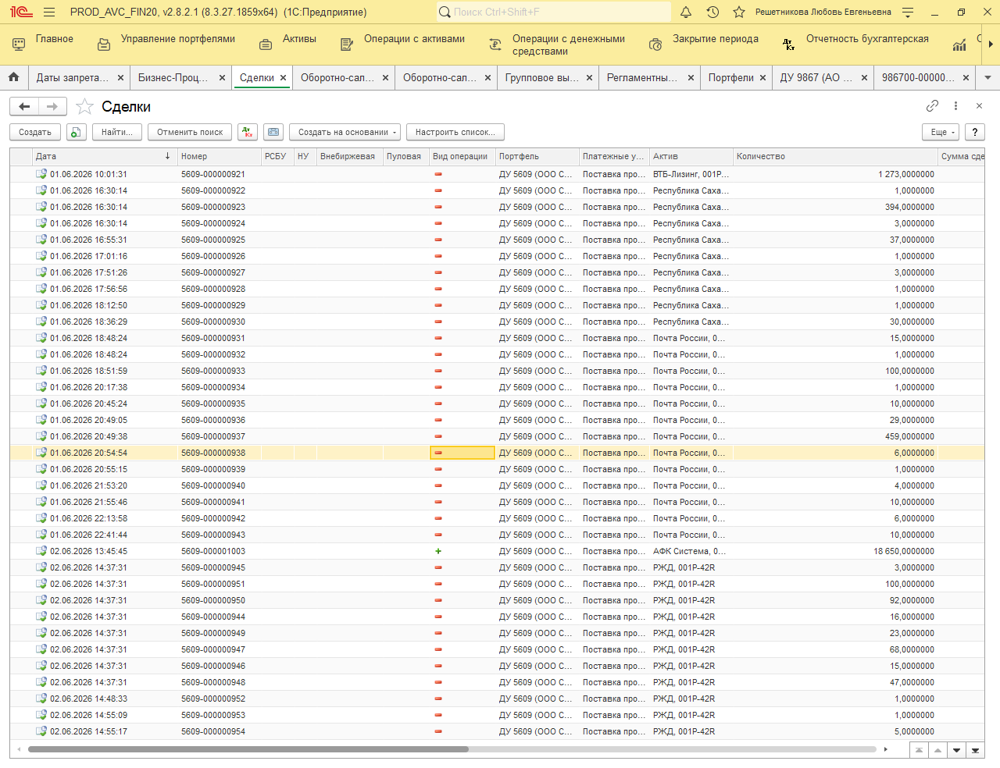 PROD_AVC_FIN20, v2.8.2.1 (8.3.27.1859x64) (1С:Предприятие)
Поиск Ctrl+Shift+F
Решетникова Любовь Евгеньевна
Главное
Управление портфелями
Активы
Операции с активами
Операции с денежными средствами
Закрытие периода
Отчетность бухгалтерская
Даты запрета...
Бизнес-Проц...
Сделки
Оборотно-сал...
Оборотно-сал...
Групповое вы...
Регламентны...
Портфели
ДУ 9867 (АО ...
986700-00000...
Сделки
Создать
Найти...
Отменить поиск
Создать на основании
Настроить список...
Еще
?
Дата Номер РСБУ НУ Внебиржевая Пуловая Вид операции Портфель Платежные у... Актив Количество Сумма сде
01.06.2026 10:01:31 5609-000000921 ДУ 5609 (ООО С... Поставка про... ВТБ-Лизинг, 001Р... 1 273,0000000
01.06.2026 16:30:14 5609-000000922 ДУ 5609 (ООО С... Поставка про... Республика Саха... 1,0000000
01.06.2026 16:30:14 5609-000000923 ДУ 5609 (ООО С... Поставка про... Республика Саха... 394,0000000
01.06.2026 16:30:14 5609-000000924 ДУ 5609 (ООО С... Поставка про... Республика Саха... 3,0000000
01.06.2026 16:55:31 5609-000000925 ДУ 5609 (ООО С... Поставка про... Республика Саха... 37,0000000
01.06.2026 17:01:16 5609-000000926 ДУ 5609 (ООО С... Поставка про... Республика Саха... 1,0000000
01.06.2026 17:51:26 5609-000000927 ДУ 5609 (ООО С... Поставка про... Республика Саха... 3,0000000
01.06.2026 17:56:56 5609-000000928 ДУ 5609 (ООО С... Поставка про... Республика Саха... 1,0000000
01.06.2026 18:12:50 5609-000000929 ДУ 5609 (ООО С... Поставка про... Республика Саха... 1,0000000
01.06.2026 18:36:29 5609-000000930 ДУ 5609 (ООО С... Поставка про... Республика Саха... 30,0000000
01.06.2026 18:48:24 5609-000000931 ДУ 5609 (ООО С... Поставка про... Почта России, 0... 15,0000000
01.06.2026 18:48:24 5609-000000932 ДУ 5609 (ООО С... Поставка про... Почта России, 0... 1,0000000
01.06.2026 18:51:59 5609-000000933 ДУ 5609 (ООО С... Поставка про... Почта России, 0... 100,0000000
01.06.2026 20:17:38 5609-000000934 ДУ 5609 (ООО С... Поставка про... Почта России, 0... 1,0000000
01.06.2026 20:45:24 5609-000000935 ДУ 5609 (ООО С... Поставка про... Почта России, 0... 10,0000000
01.06.2026 20:49:05 5609-000000936 ДУ 5609 (ООО С... Поставка про... Почта России, 0... 29,0000000
01.06.2026 20:49:38 5609-000000937 ДУ 5609 (ООО С... Поставка про... Почта России, 0... 459,0000000
01.06.2026 20:54:54 5609-000000938 ДУ 5609 (ООО С... Поставка про... Почта России, 0... 6,0000000
01.06.2026 20:55:15 5609-000000939 ДУ 5609 (ООО С... Поставка про... Почта России, 0... 1,0000000
01.06.2026 21:53:20 5609-000000940 ДУ 5609 (ООО С... Поставка про... Почта России, 0... 4,0000000
01.06.2026 21:55:46 5609-000000941 ДУ 5609 (ООО С... Поставка про... Почта России, 0... 10,0000000
01.06.2026 22:13:58 5609-000000942 ДУ 5609 (ООО С... Поставка про... Почта России, 0... 6,0000000
01.06.2026 22:41:44 5609-000000943 ДУ 5609 (ООО С... Поставка про... Почта России, 0... 10,0000000
02.06.2026 13:45:45 5609-000001003 ДУ 5609 (ООО С... Поставка про... АФК Система, 0... 18 650,0000000
02.06.2026 14:37:31 5609-000000945 ДУ 5609 (ООО С... Поставка про... РЖД, 001Р-42R 3,0000000
02.06.2026 14:37:31 5609-000000951 ДУ 5609 (ООО С... Поставка про... РЖД, 001Р-42R 100,0000000
02.06.2026 14:37:31 5609-000000950 ДУ 5609 (ООО С... Поставка про... РЖД, 001Р-42R 92,0000000
02.06.2026 14:37:31 5609-000000944 ДУ 5609 (ООО С... Поставка про... РЖД, 001Р-42R 16,0000000
02.06.2026 14:37:31 5609-000000949 ДУ 5609 (ООО С... Поставка про... РЖД, 001Р-42R 23,0000000
02.06.2026 14:37:31 5609-000000947 ДУ 5609 (ООО С... Поставка про... РЖД, 001Р-42R 68,0000000
02.06.2026 14:37:31 5609-000000946 ДУ 5609 (ООО С... Поставка про... РЖД, 001Р-42R 15,0000000
02.06.2026 14:37:31 5609-000000948 ДУ 5609 (ООО С... Поставка про... РЖД, 001Р-42R 47,0000000
02.06.2026 14:48:33 5609-000000952 ДУ 5609 (ООО С... Поставка про... РЖД, 001Р-42R 1,0000000
02.06.2026 14:55:09 5609-000000953 ДУ 5609 (ООО С... Поставка про... РЖД, 001Р-42R 1,0000000
02.06.2026 14:55:17 5609-000000954 ДУ 5609 (ООО С... Поставка про... РЖД, 001Р-42R 5,0000000